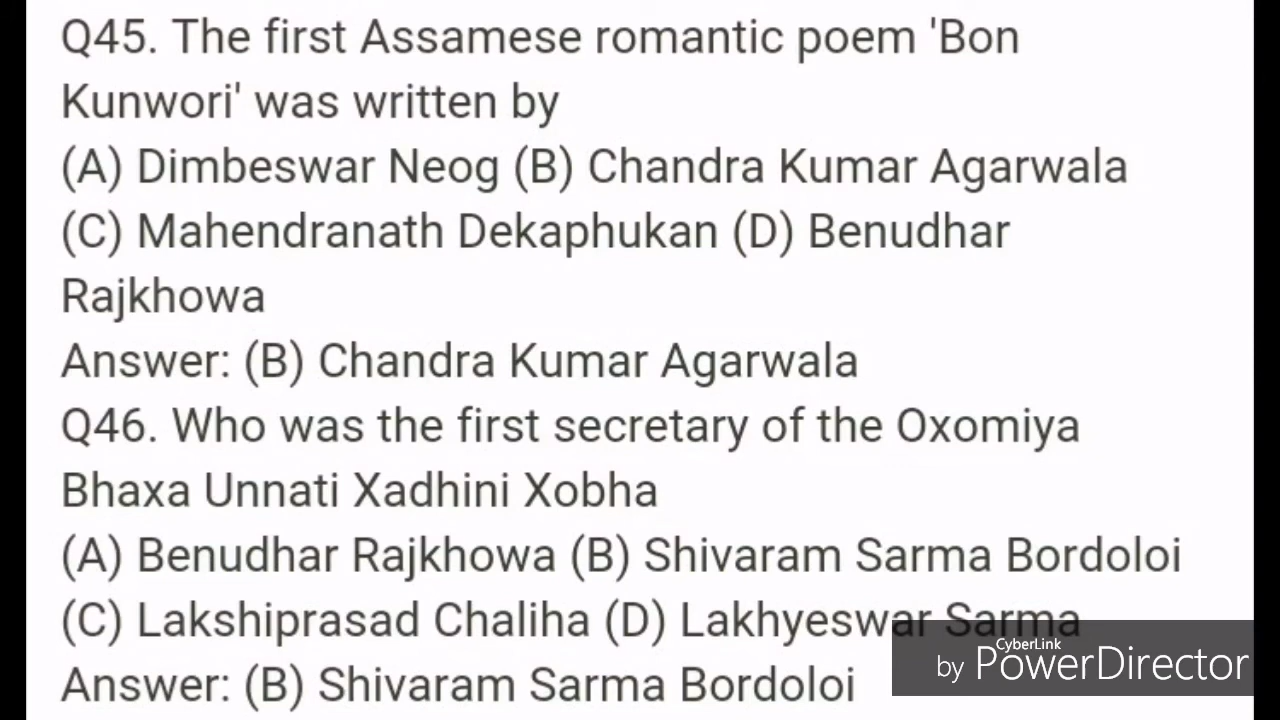 Q45. The first Assamese romantic poem 'Bon
Kunwori' was written by
(A) Dimbeswar Neog (B) Chandra Kumar Agarwala
(C) Mahendranath Dekaphukan (D) Benudhar
Rajkhowa
Answer: (B) Chandra Kumar Agarwala
Q46. Who was the first secretary of the Oxomiya
Bhaxa Unnati Xadhini Xobha
(A) Benudhar Rajkhowa (B) Shivaram Sarma Bordoloi
(C) Lakshiprasad Chaliha (D) Lakhyeswar Sarma
Answer: (B) Shivaram Sarma Bordoloi
CyberLink
by PowerDirector